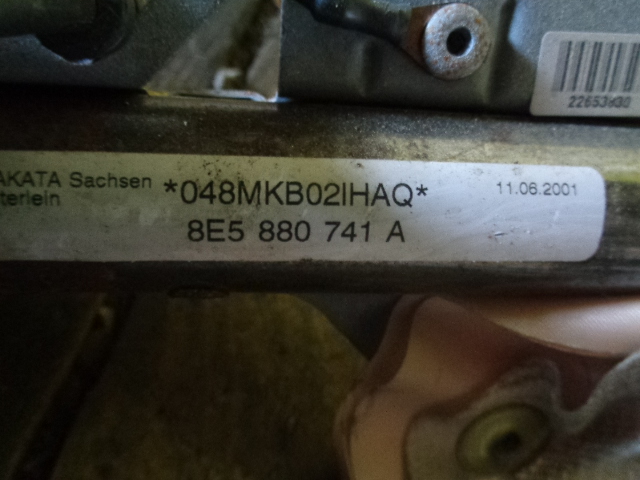 22653
AKATA Sachsen
terlein
*048MKB02IHAQ*
11.06.2001
8E5 880 741 A